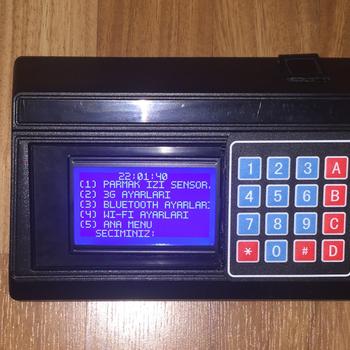 22:01:40
(1) PARMAK IZI SENSOR.
(2) 3G AYARLARI
(3) BLUETOOTH AYARLARI
(4) WI-FI AYARLARI
(5) ANA MENU
SECIMINIZ:
1 2 3 A
4 5 6 B
7 8 9 C
* 0 # D